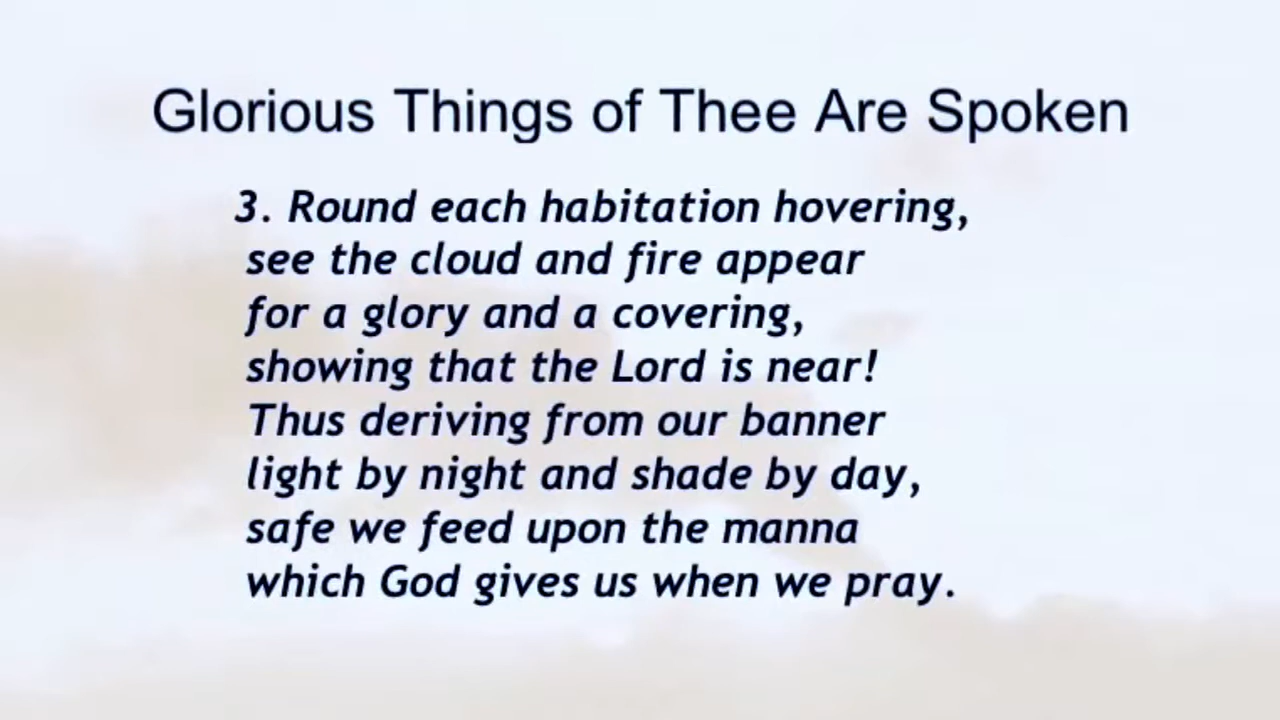 Glorious Things of Thee Are Spoken
3. Round each habitation hovering,
see the cloud and fire appear
for a glory and a covering,
showing that the Lord is near!
Thus deriving from our banner
light by night and shade by day,
safe we feed upon the manna
which God gives us when we pray.